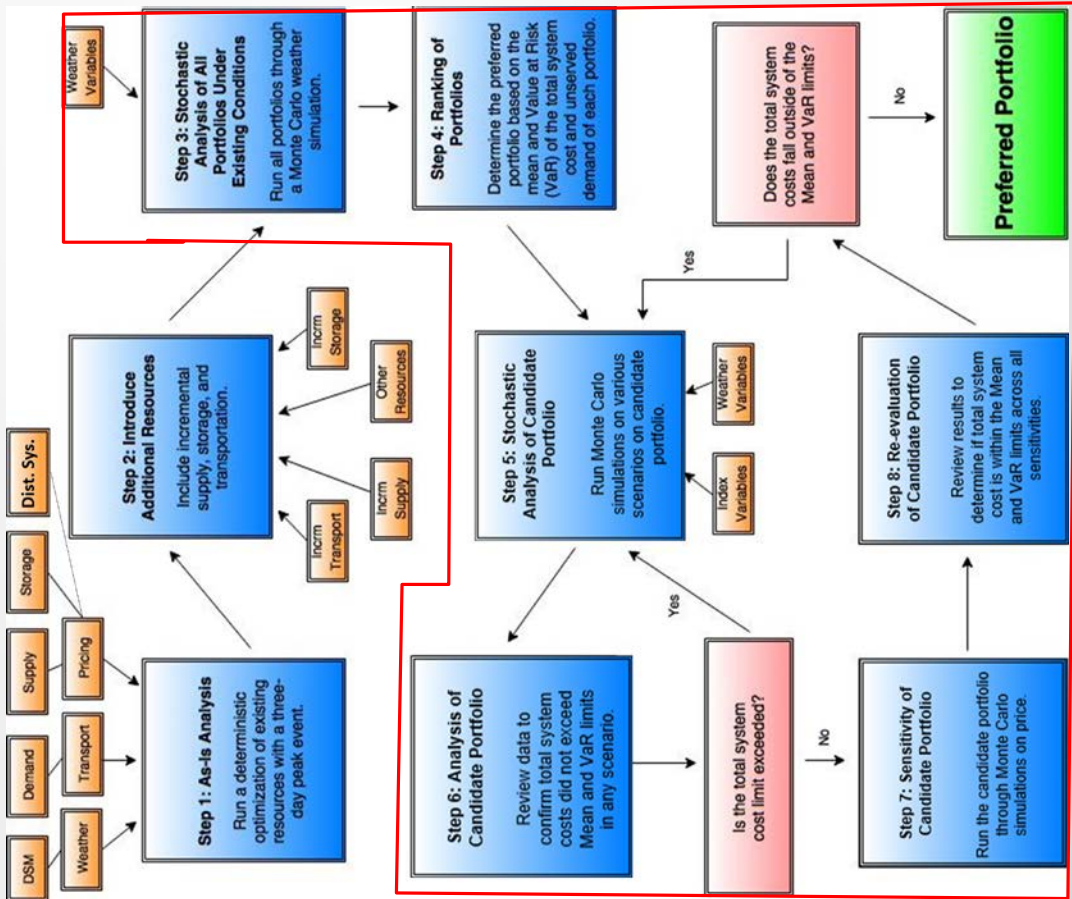 DSM
Demand
Supply
Storage
Dist. Sys.
Weather
Transport
Pricing
Step 1: As-Is Analysis
Run a deterministic
optimization of existing
resources with a three-
day peak event.
Step 2: Introduce
Additional Resources
Include incremental
supply, storage, and
transportation.
Incrm
Transport
Incrm
Supply
Other
Resources
Incrm
Storage
Weather
Variables
Step 3: Stochastic
Analysis of All
Portfolios Under
Existing Conditions
Run all portfolios through
a Monte Carlo weather
simulation.
Step 4: Ranking of
Portfolios
Determine the preferred
portfolio based on the
mean and Value at Risk
(VaR) of the total system
cost and unserved
demand of each portfolio.
Step 5: Stochastic
Analysis of Candidate
Portfolio
Run Monte Carlo
simulations on various
scenarios on candidate
portfolio.
Index
Variables
Weather
Variables
Step 6: Analysis of
Candidate Portfolio
Review data to
confirm total system
costs did not exceed
Mean and VaR limits
in any scenario.
Is the total system
cost limit exceeded?
Yes
No
Step 7: Sensitivity of
Candidate Portfolio
Run the candidate portfolio
through Monte Carlo
simulations on price.
Step 8: Re-evaluation
of Candidate Portfolio
Review results to
determine if total system
cost is within the Mean
and VaR limits across all
sensitivities.
Does the total system
costs fall outside of the
Mean and VaR limits?
Yes
No
Preferred Portfolio